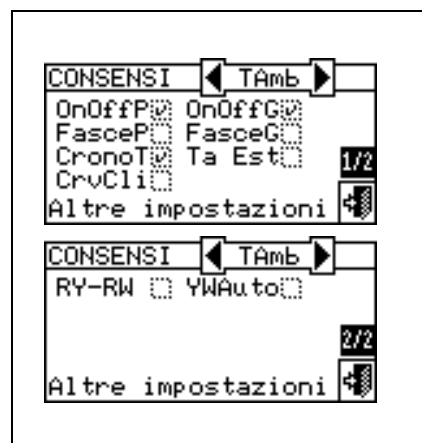 CONSENSI TAmb
OnOffP OnOffG
FasceP FasceG
CronoT Ta Est
1/2
CrvCli
Altre impostazioni
CONSENSI TAmb
RY-RW YWAuto
2/2
Altre impostazioni